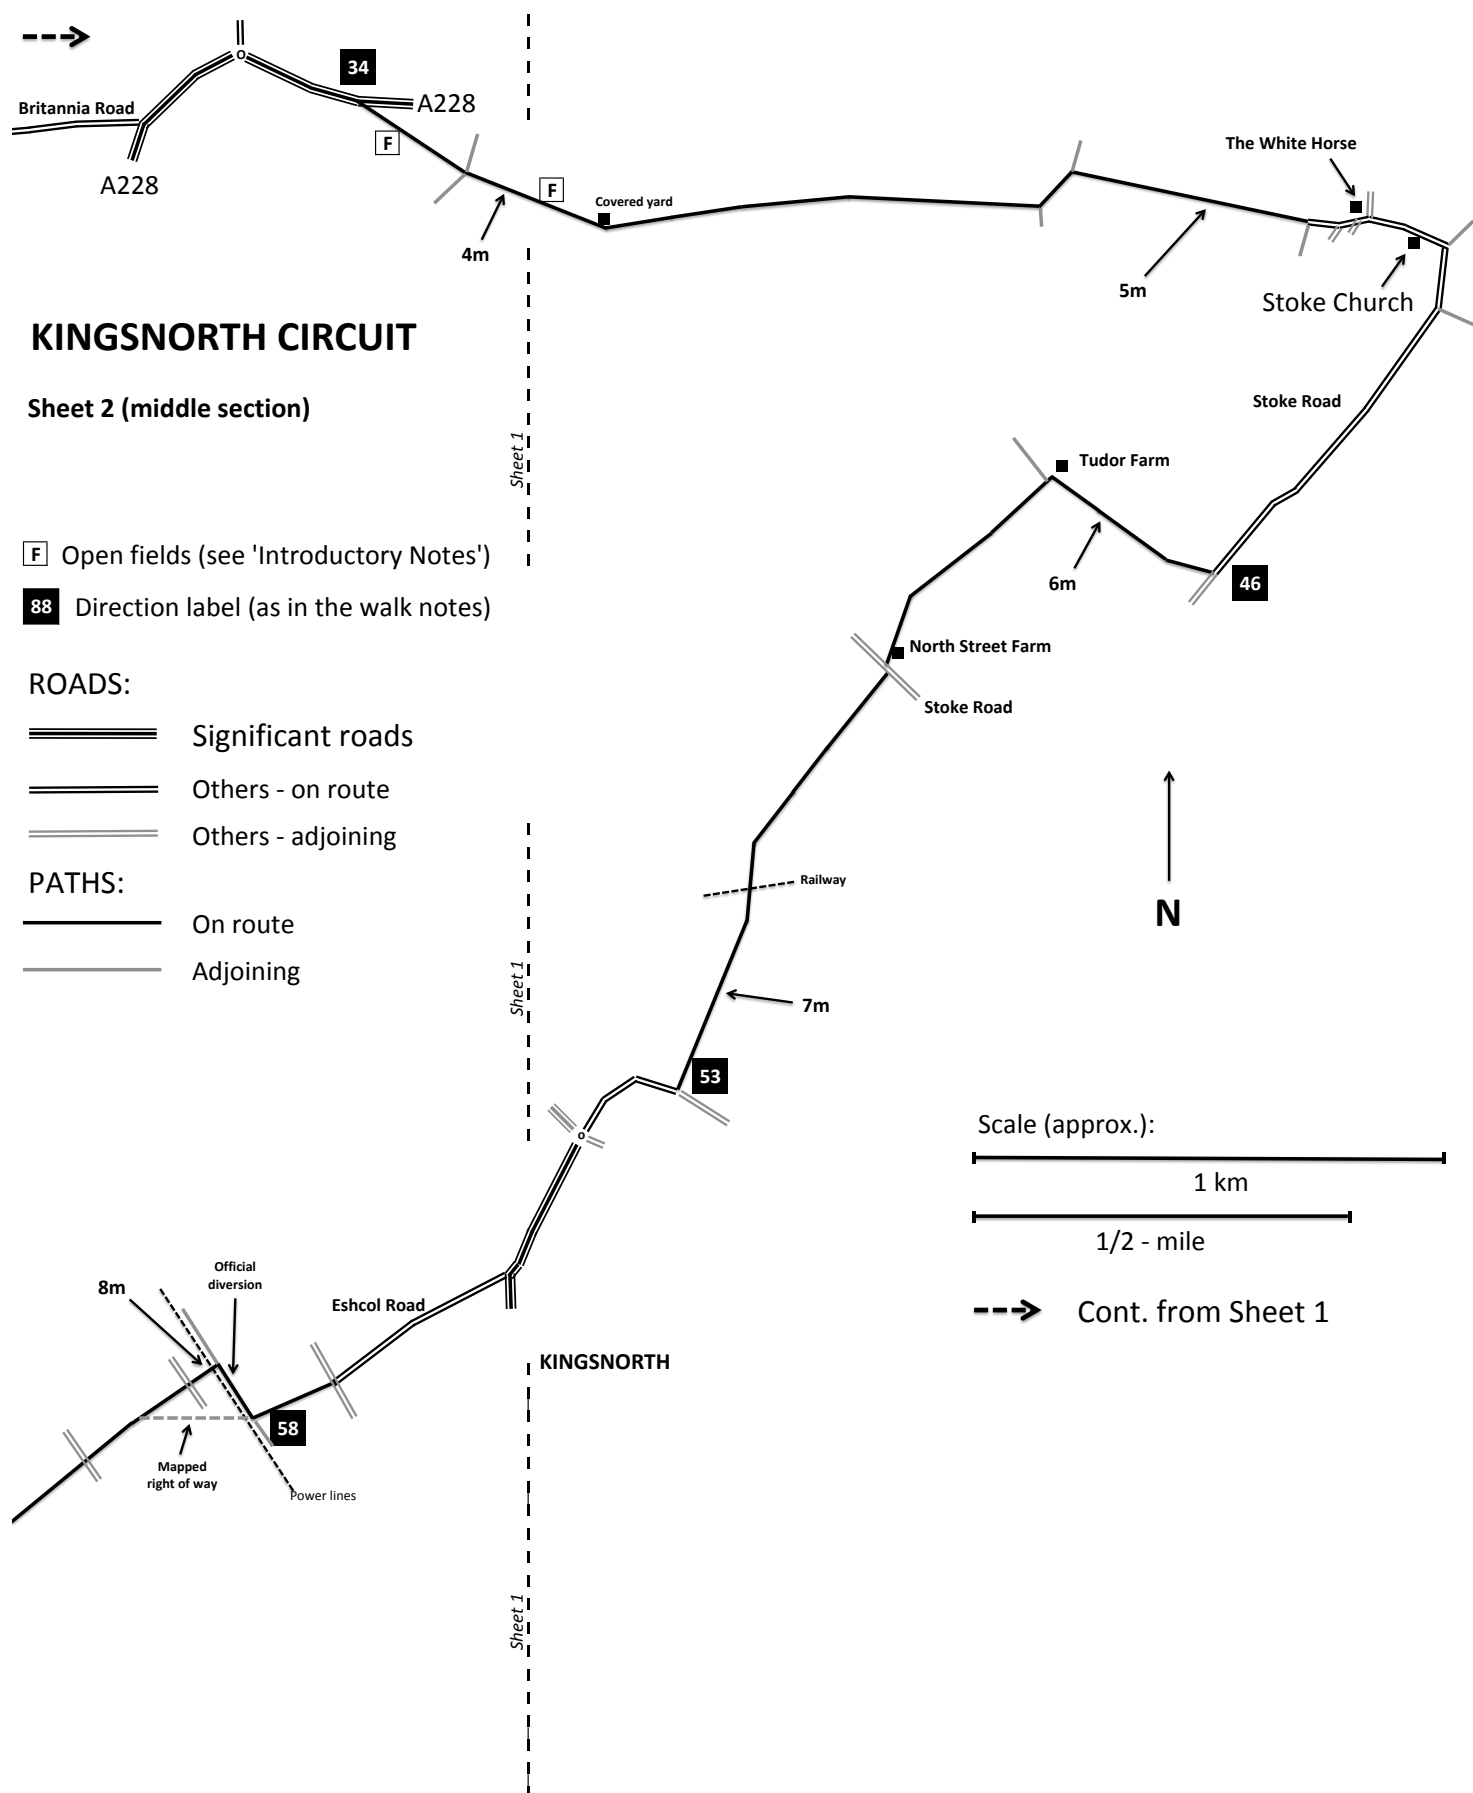 34
Britannia Road
A228
F
A228
F
Covered yard
4m
The White Horse
5m
Stoke Church
KINGSNORTH CIRCUIT
Sheet 2 (middle section)
Sheet 1
Stoke Road
Tudor Farm
F Open fields (see 'Introductory Notes')
88 Direction label (as in the walk notes)
6m
46
North Street Farm
Stoke Road
ROADS:
Significant roads
Others - on route
Others - adjoining
PATHS:
On route
Adjoining
Railway
N
Sheet 1
7m
53
Scale (approx.):
1 km
1/2 - mile
Cont. from Sheet 1
Official
diversion
8m
Eshcol Road
KINGSNORTH
58
Mapped
right of way
Power lines
Sheet 1
o
o